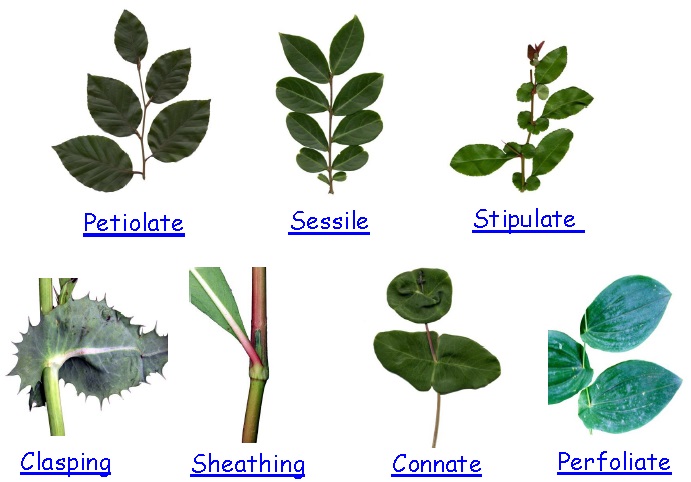 Petiolate
Sessile
Stipulate
Clasping
Sheathing
Connate
Perfoliate